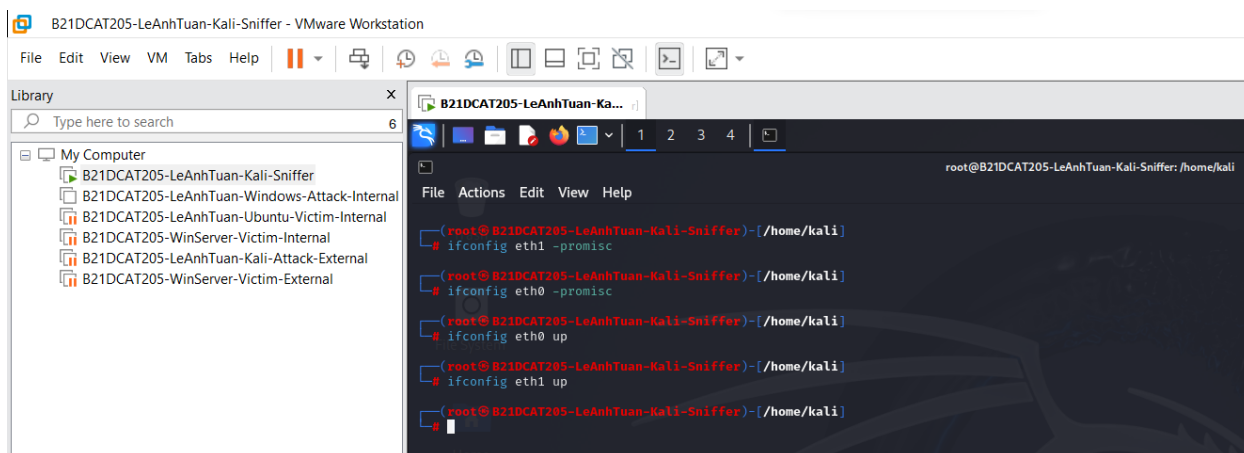 B21DCAT205-LeAnhTuan-Kali-Sniffer - VMware Workstation
File Edit View VM Tabs Help
Library X
Type here to search 6
My Computer
B21DCAT205-LeAnhTuan-Kali-Sniffer
B21DCAT205-LeAnhTuan-Windows-Attack-Internal
B21DCAT205-LeAnhTuan-Ubuntu-Victim-Internal
B21DCAT205-WinServer-Victim-Internal
B21DCAT205-LeAnhTuan-Kali-Attack-External
B21DCAT205-WinServer-Victim-External
B21DCAT205-LeAnhTuan-Ka...
1 2 3 4
root@B21DCAT205-LeAnhTuan-Kali-Sniffer: /home/kali
File Actions Edit View Help
┌──(root㉿B21DCAT205-LeAnhTuan-Kali-Sniffer)-[/home/kali]
└─# ifconfig eth1 -promisc
┌──(root㉿B21DCAT205-LeAnhTuan-Kali-Sniffer)-[/home/kali]
└─# ifconfig eth0 -promisc
┌──(root㉿B21DCAT205-LeAnhTuan-Kali-Sniffer)-[/home/kali]
└─# ifconfig eth0 up
┌──(root㉿B21DCAT205-LeAnhTuan-Kali-Sniffer)-[/home/kali]
└─# ifconfig eth1 up
┌──(root㉿B21DCAT205-LeAnhTuan-Kali-Sniffer)-[/home/kali]
└─#